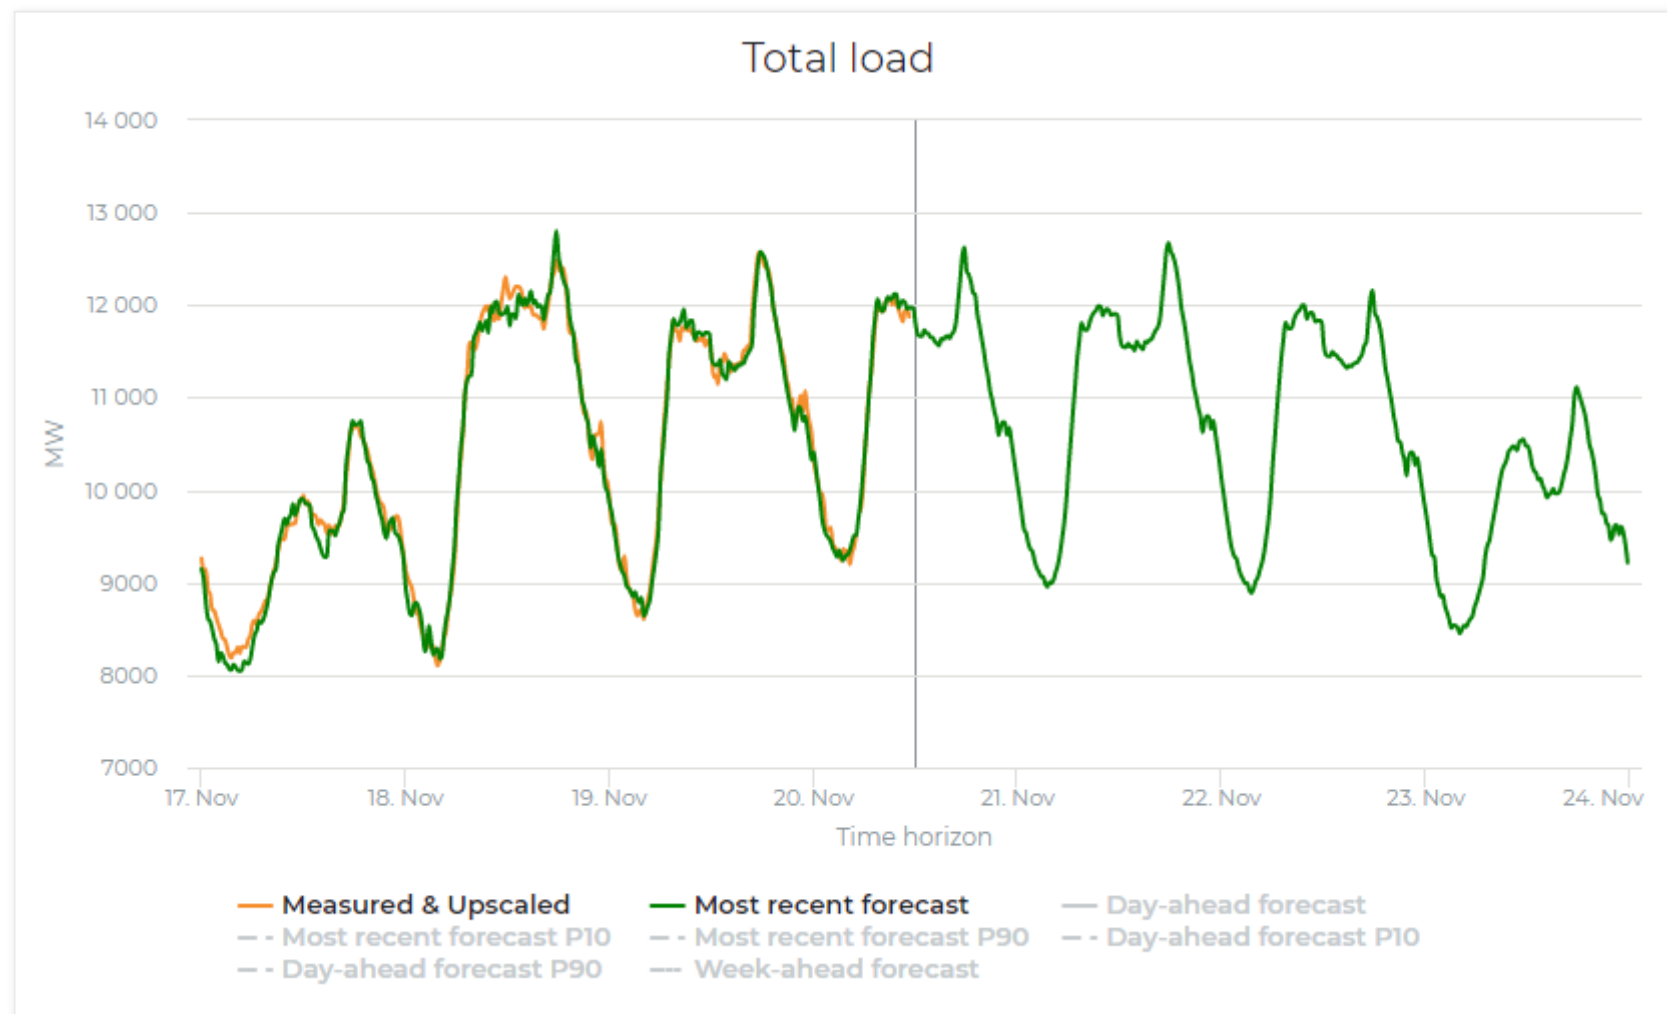 Total load
14 000
13 000
12 000
11 000
10 000
9000
8000
7000
MW
17. Nov 18. Nov 19. Nov 20. Nov 21. Nov 22. Nov 23. Nov 24. Nov
Time horizon
Measured & Upscaled Most recent forecast Day-ahead forecast
Most recent forecast P10 Most recent forecast P90 Day-ahead forecast P10
Day-ahead forecast P90 Week-ahead forecast